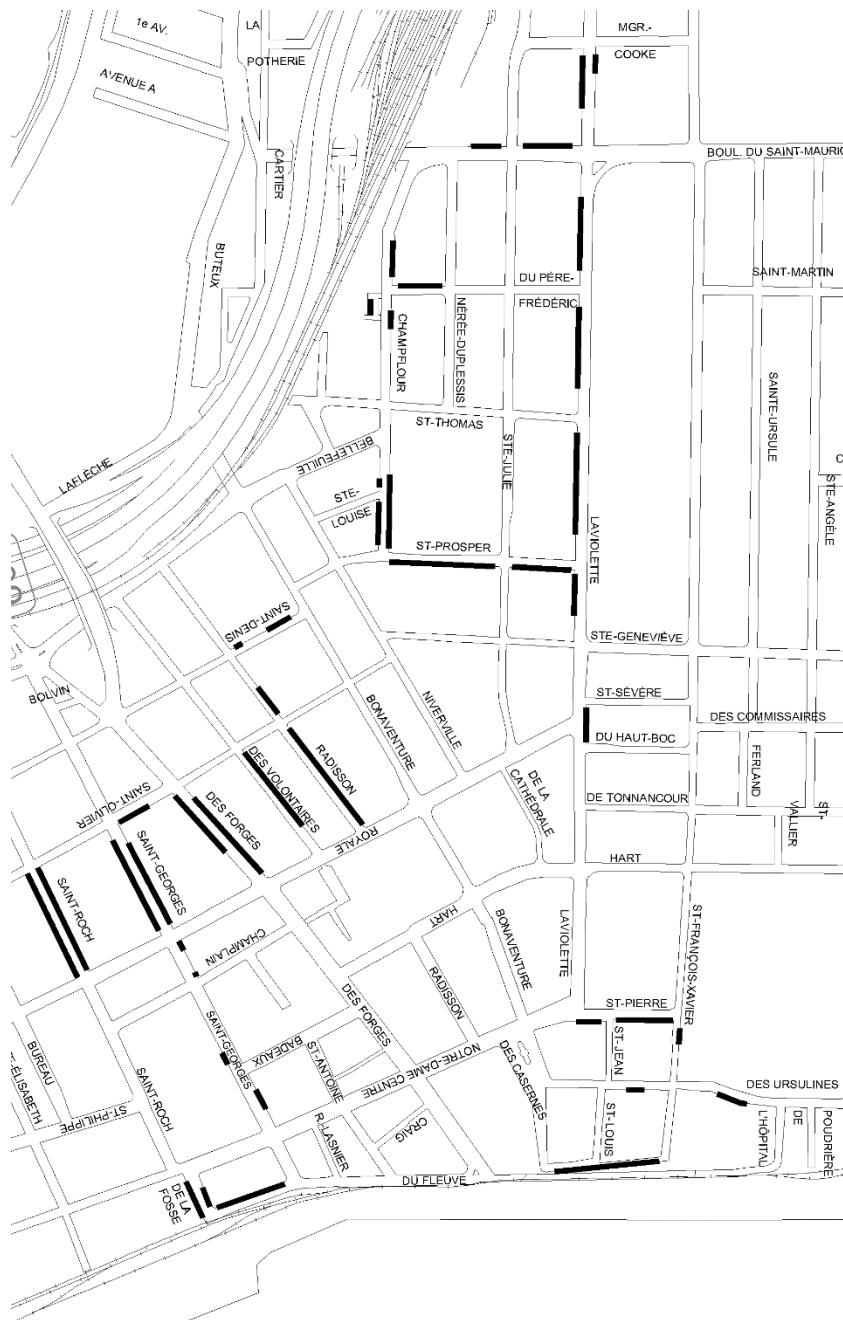 1e AV.
LA
POTHERIE
MGR.-
COOKE
AVENUE A
CARTIER
BOUL. DU SAINT-MAURIC
BUTEUX
DU PÈRE-
FRÉDÉRIC
SAINT-MARTIN
CHAMPFLOUR
NÉRÉE-DUPLESSIS
ST-THOMAS
STE-JULIE
SAINTE-URSULE
BELLEFEUILLE
LAFLÈCHE
C
STE-ANGÈLE
STE-
LOUISE
ST-PROSPER
LAVIOLETTE
SAINT-DENIS
STE-GENEVIÈVE
BOLVIN
ST-SÉVÈRE
NIVERVILLE
BONAVENTURE
DES COMMISSAIRES
DU HAUT-BOC
RADISSON
DES VOLONTAIRES
FERLAND
DE LA
CATHÉDRALE
SAINT-OLIVIER
DES FORGES
DE TONNANCOUR
VALLIER
ST-
ROYALE
HART
SAINT-GEORGES
SAINT-ROCH
CHAMPLAIN
HART
BONAVENTURE
LAVIOLETTE
ST-FRANÇOIS-XAVIER
RADISSON
DES FORGES
ST-PIERRE
SAINT-GEORGES
BADEAUX
ST-ANTOINE
NOTRE-DAME CENTRE
DES CASERNES
ST-JEAN
BUREAU
-ÉLISABETH
ST-PHILIPPE
SAINT-ROCH
DES URSULINES
R.-LASNIER
CRAIG
ST-LOUIS
L'HÔPITAL
DE
POUDRIÈRE
DE LA
FOSSE
DU FLEUVE